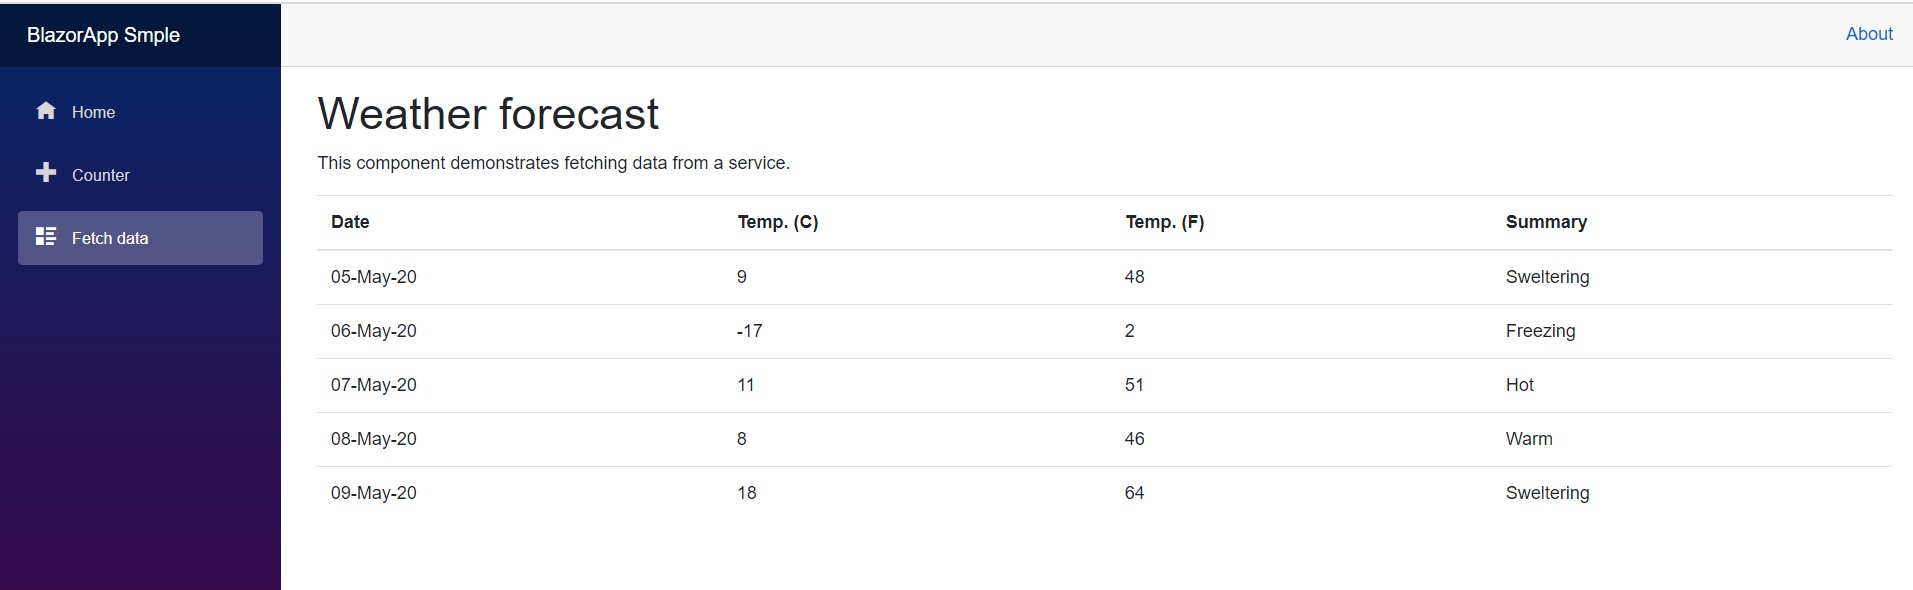 BlazorApp Smple
About
Home
Counter
Fetch data
Weather forecast
This component demonstrates fetching data from a service.
Date Temp. (C) Temp. (F) Summary
05-May-20 9 48 Sweltering
06-May-20 -17 2 Freezing
07-May-20 11 51 Hot
08-May-20 8 46 Warm
09-May-20 18 64 Sweltering